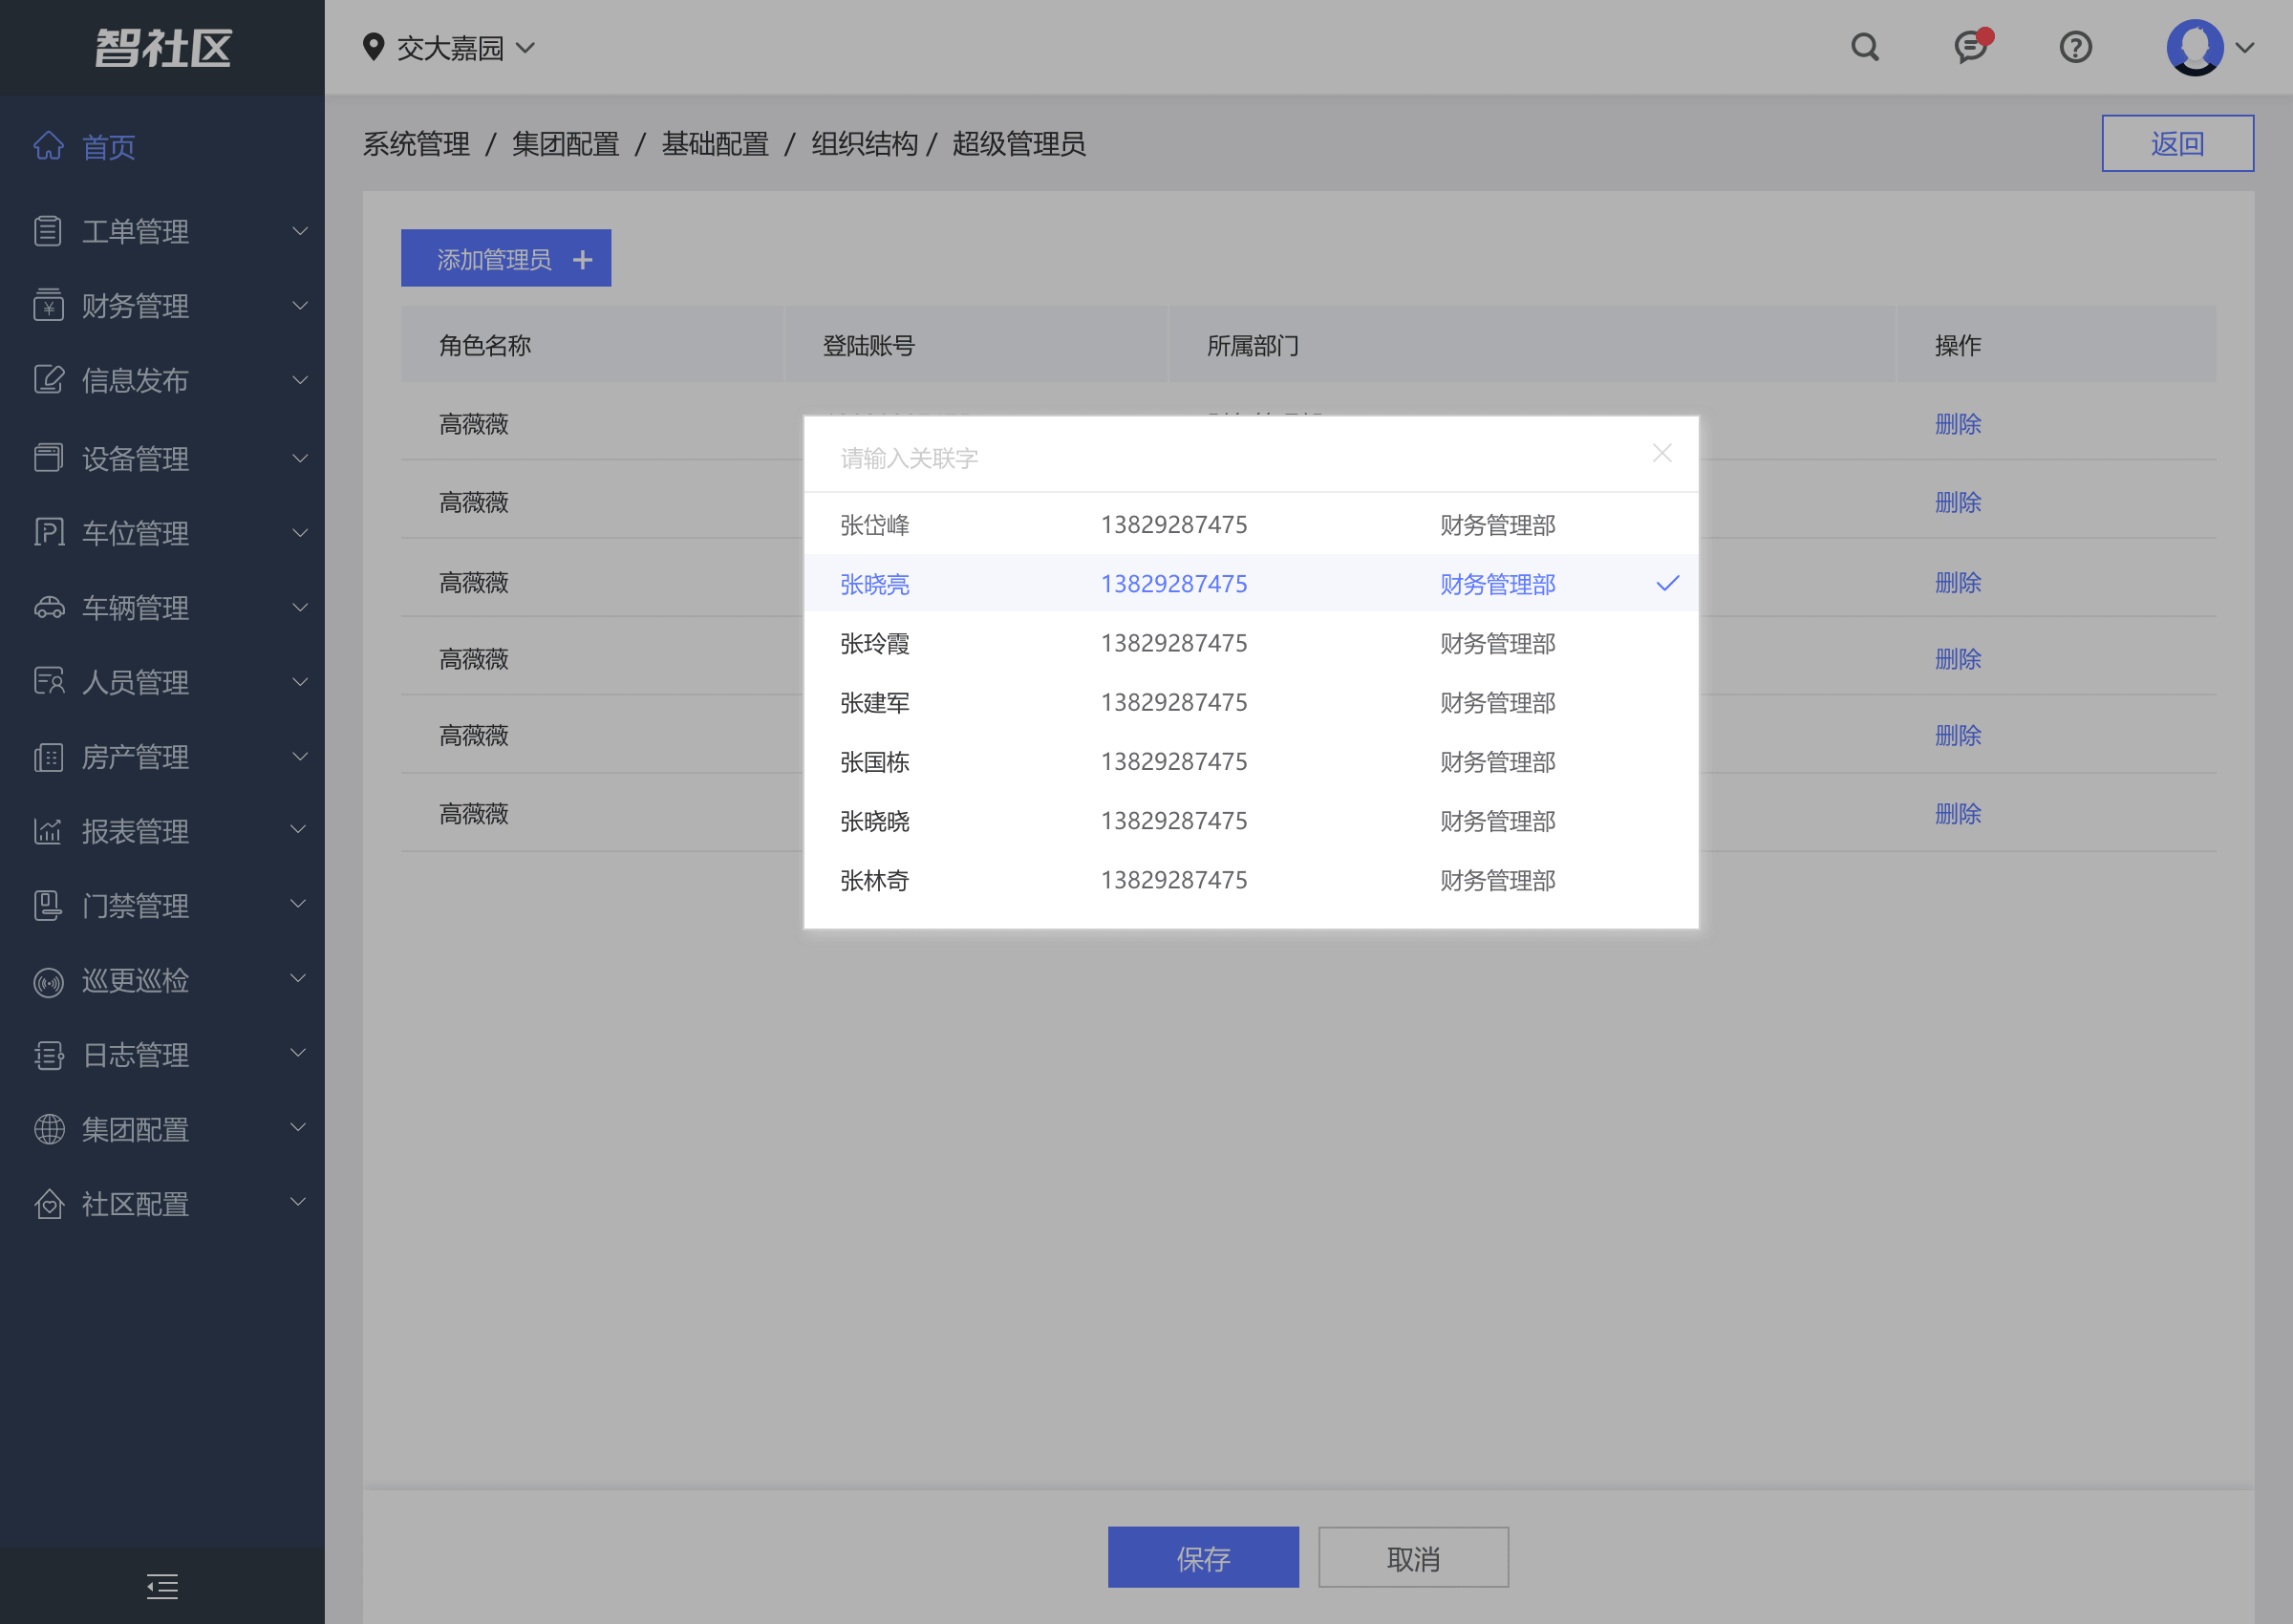 智社区
交大嘉园
首页
工单管理
财务管理
信息发布
设备管理
车位管理
车辆管理
人员管理
房产管理
报表管理
门禁管理
巡更巡检
日志管理
集团配置
社区配置
系统管理 / 集团配置 / 基础配置 / 组织结构 / 超级管理员
返回
添加管理员 +
角色名称 登陆账号 所属部门 操作
高薇薇 删除
高薇薇 删除
高薇薇 删除
高薇薇 删除
高薇薇 删除
高薇薇 删除
请输入关联字
张岱峰 13829287475 财务管理部
张晓亮 13829287475 财务管理部
张玲霞 13829287475 财务管理部
张建军 13829287475 财务管理部
张国栋 13829287475 财务管理部
张晓晓 13829287475 财务管理部
张林奇 13829287475 财务管理部
保存
取消